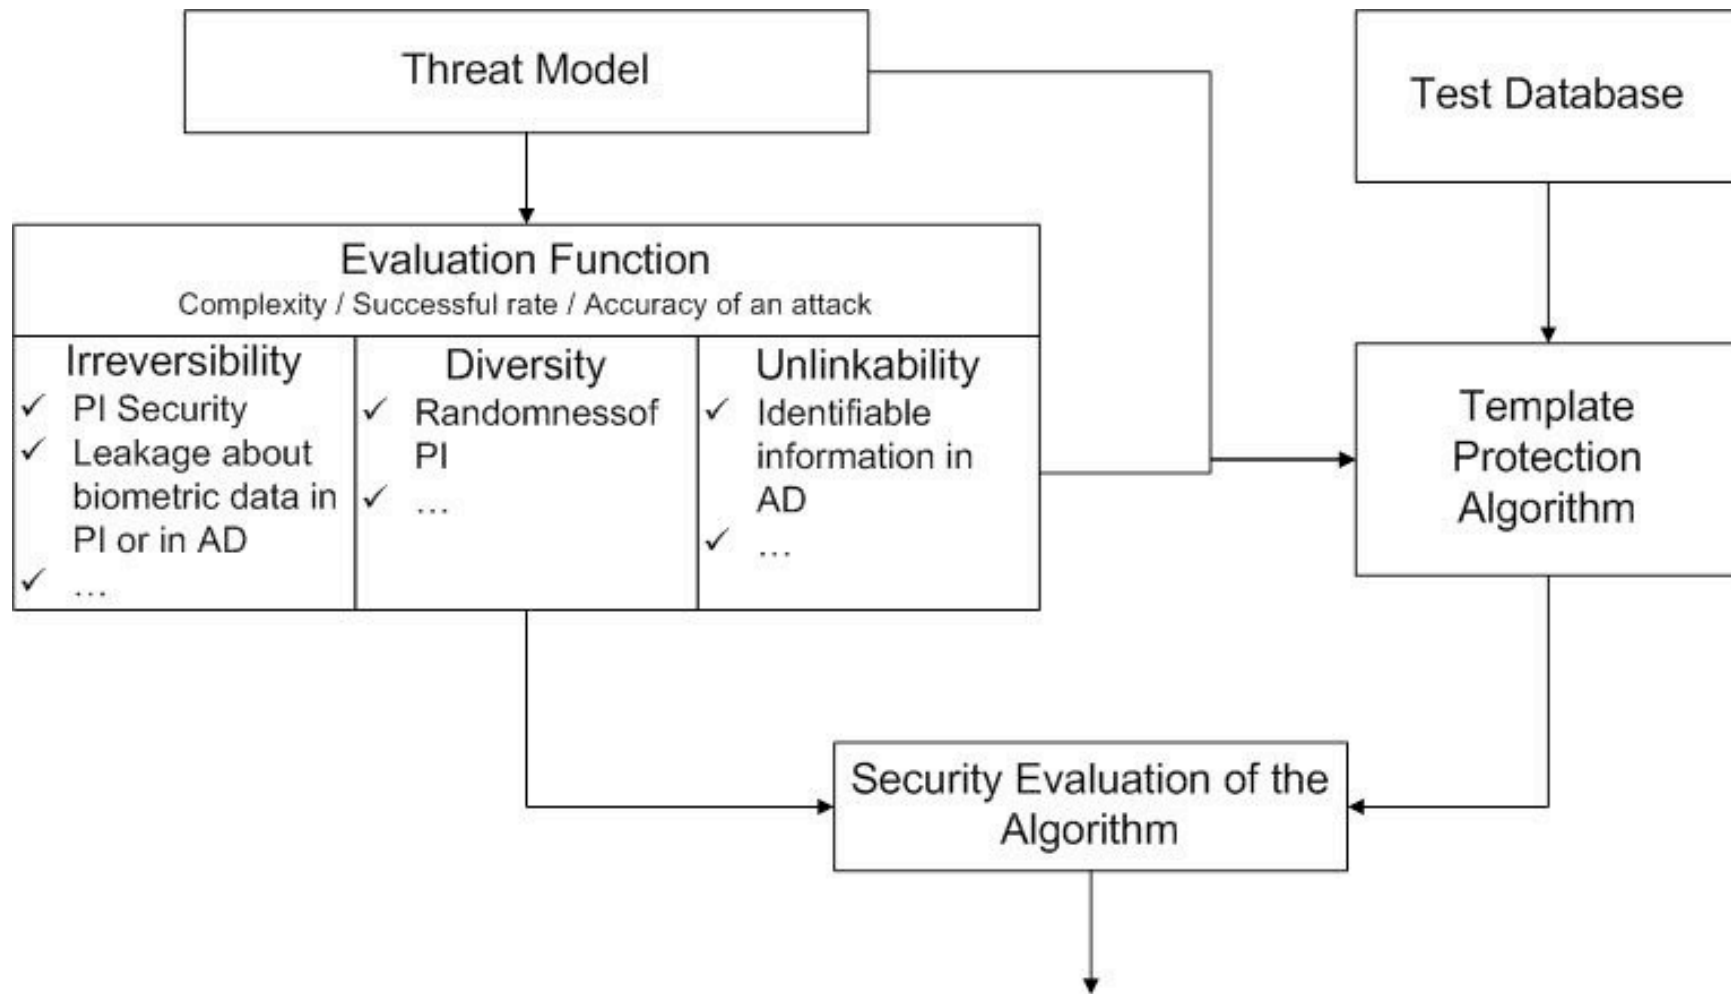 Threat Model
Test Database
Evaluation Function
Complexity / Successful rate / Accuracy of an attack
Irreversibility
✓ PI Security
✓ Leakage about
biometric data in
PI or in AD
✓ ...
Diversity
✓ Randomnessof
PI
✓ ...
Unlinkability
✓ Identifiable
information in
AD
✓ ...
Template
Protection
Algorithm
Security Evaluation of the
Algorithm